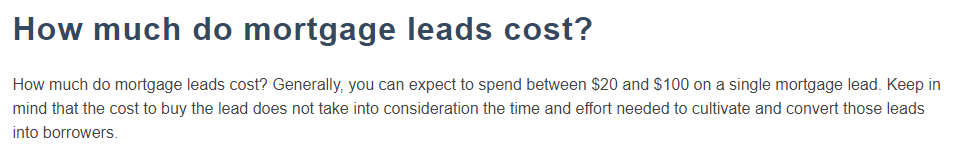 How much do mortgage leads cost?
How much do mortgage leads cost? Generally, you can expect to spend between $20 and $100 on a single mortgage lead. Keep in
mind that the cost to buy the lead does not take into consideration the time and effort needed to cultivate and convert those leads
into borrowers.